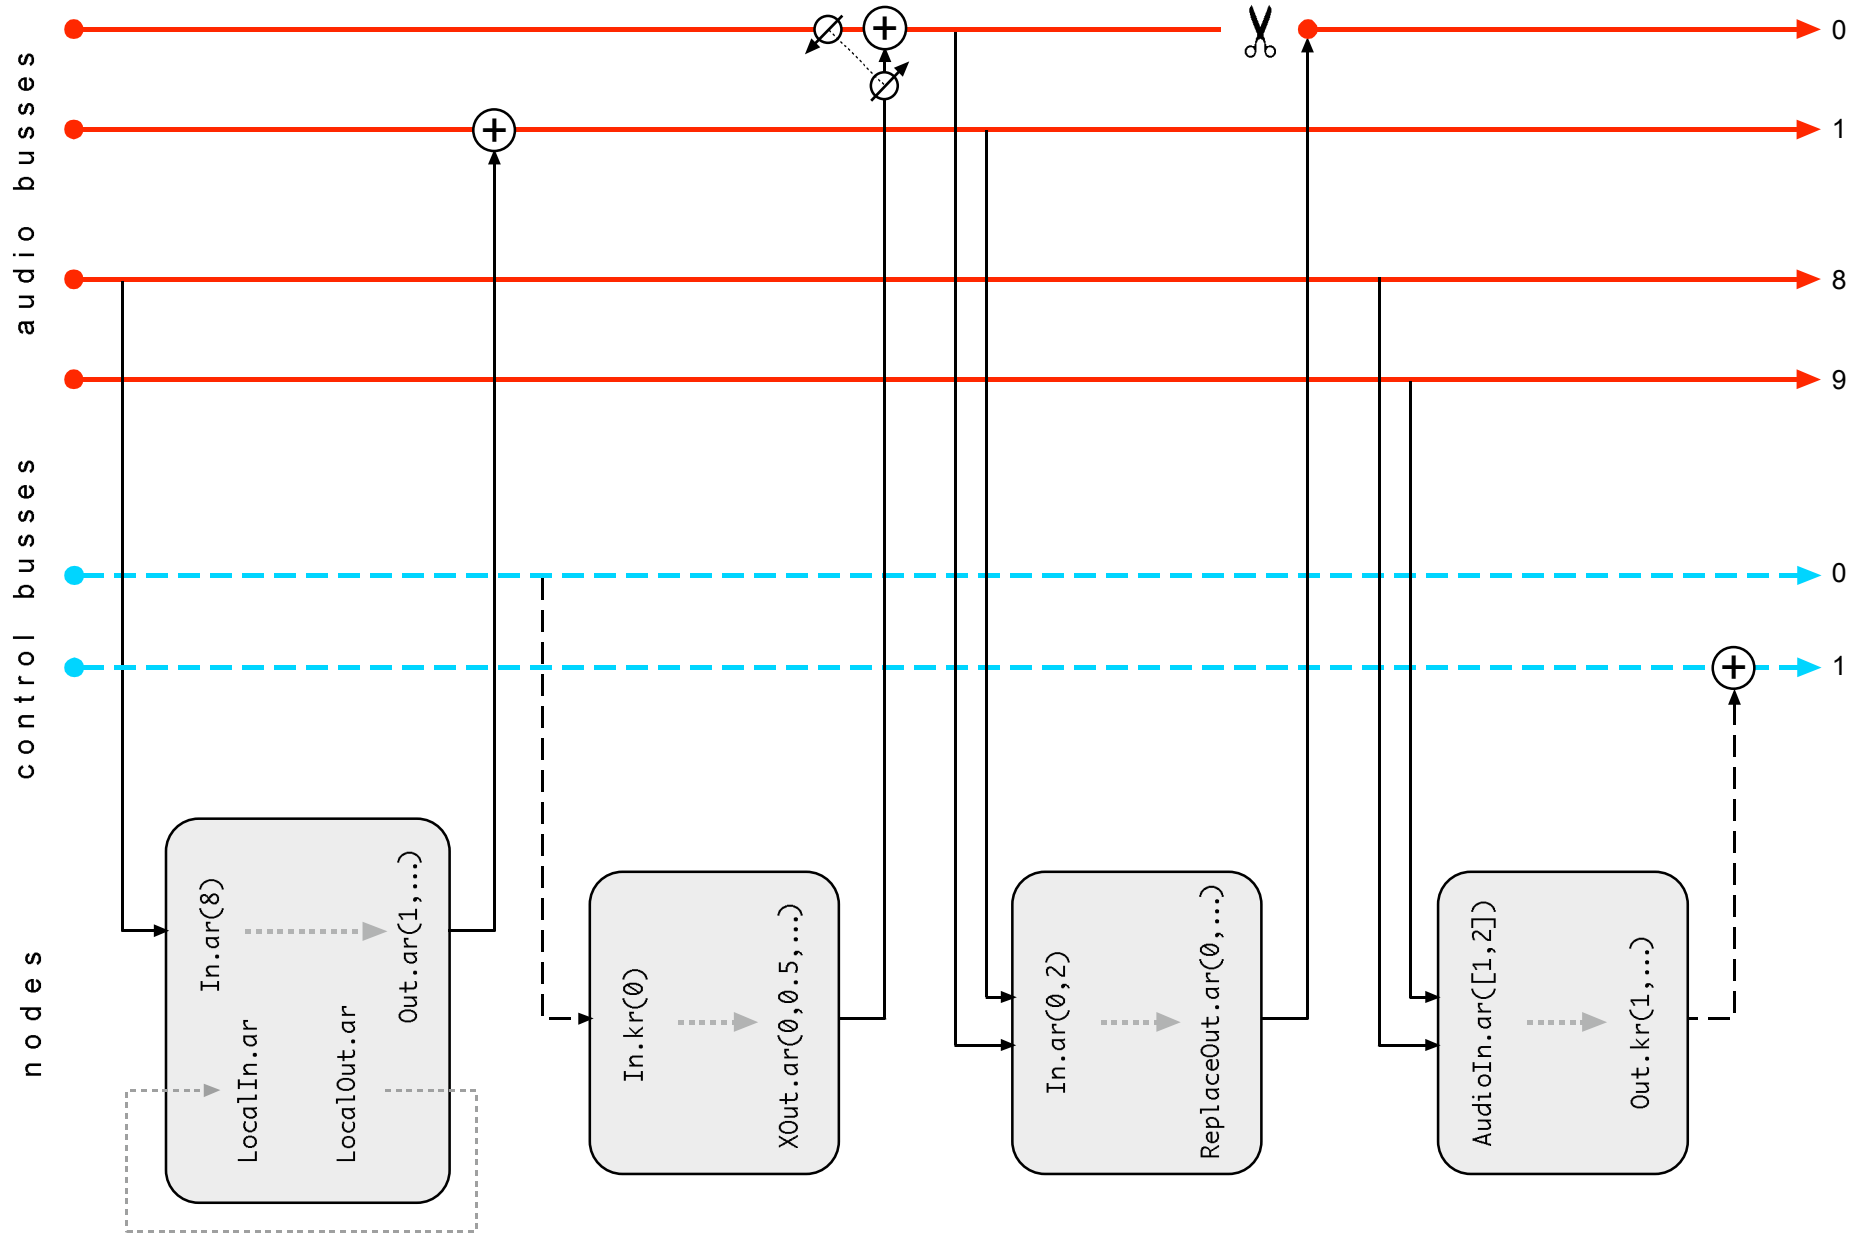 audio busses
0
1
8
9
control busses
0
1
nodes
In.ar(8)
Out.ar(1,...)
LocalIn.ar
LocalOut.ar
In.kr(0)
XOut.ar(0,0.5,...)
In.ar(0,2)
ReplaceOut.ar(0,...)
AudioIn.ar([1,2])
Out.kr(1,...)